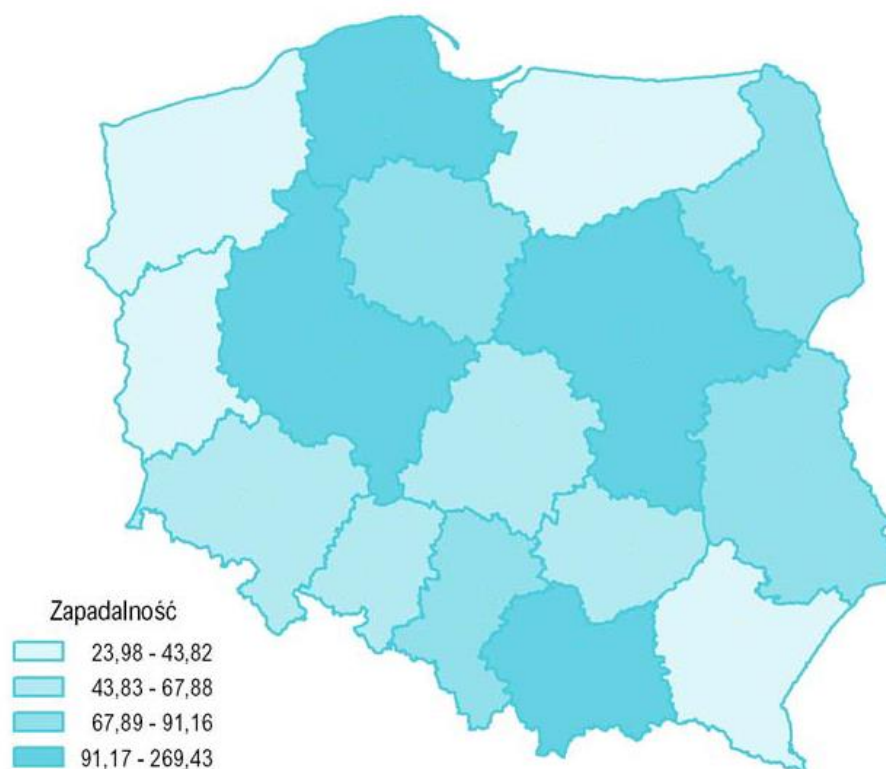 Zapadalność
23,98 - 43,82
43,83 - 67,88
67,89 - 91,16
91,17 - 269,43